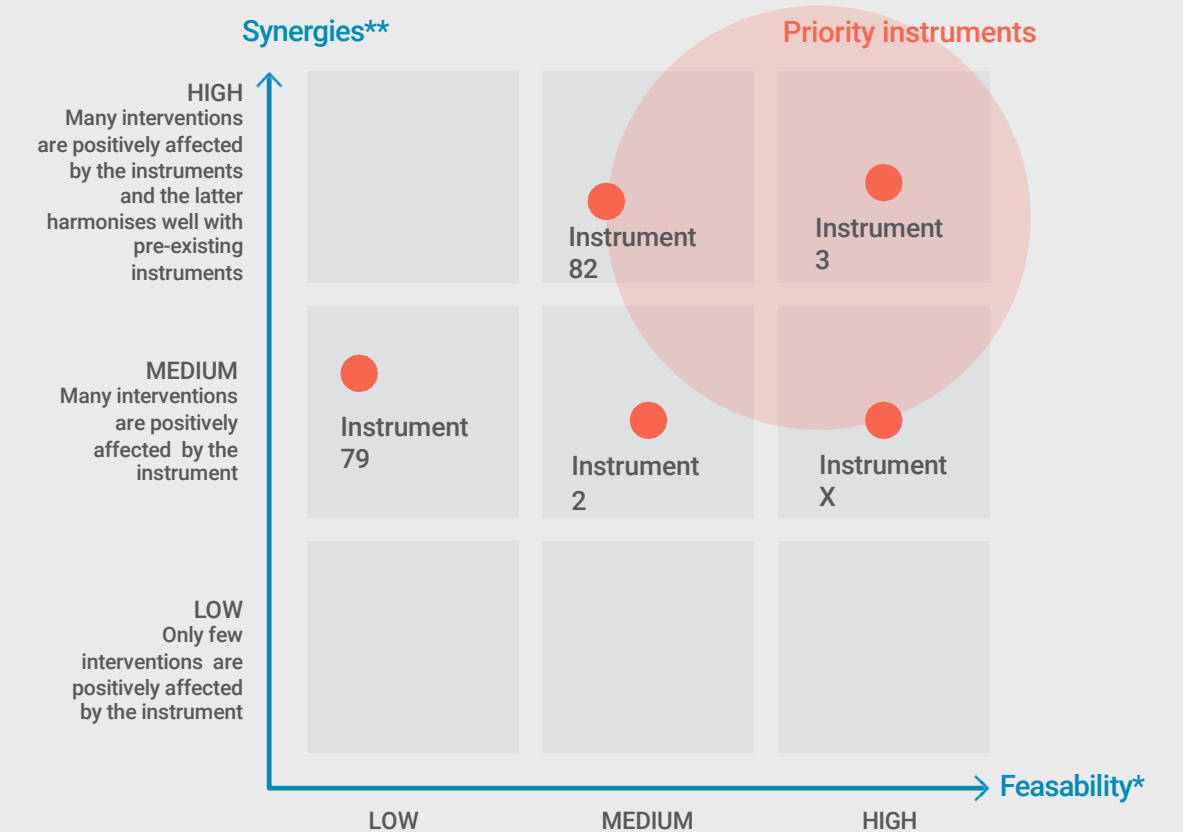 Synergies**
Priority instruments
HIGH
Many interventions
are positively affected
by the instruments
and the latter
harmonises well with
pre-existing
instruments
Instrument
82
Instrument
3
MEDIUM
Many interventions
are positively
affected by the
instrument
Instrument
79
Instrument
2
Instrument
X
LOW
Only few
interventions are
positively affected
by the instrument
Feasability*
LOW
MEDIUM
HIGH